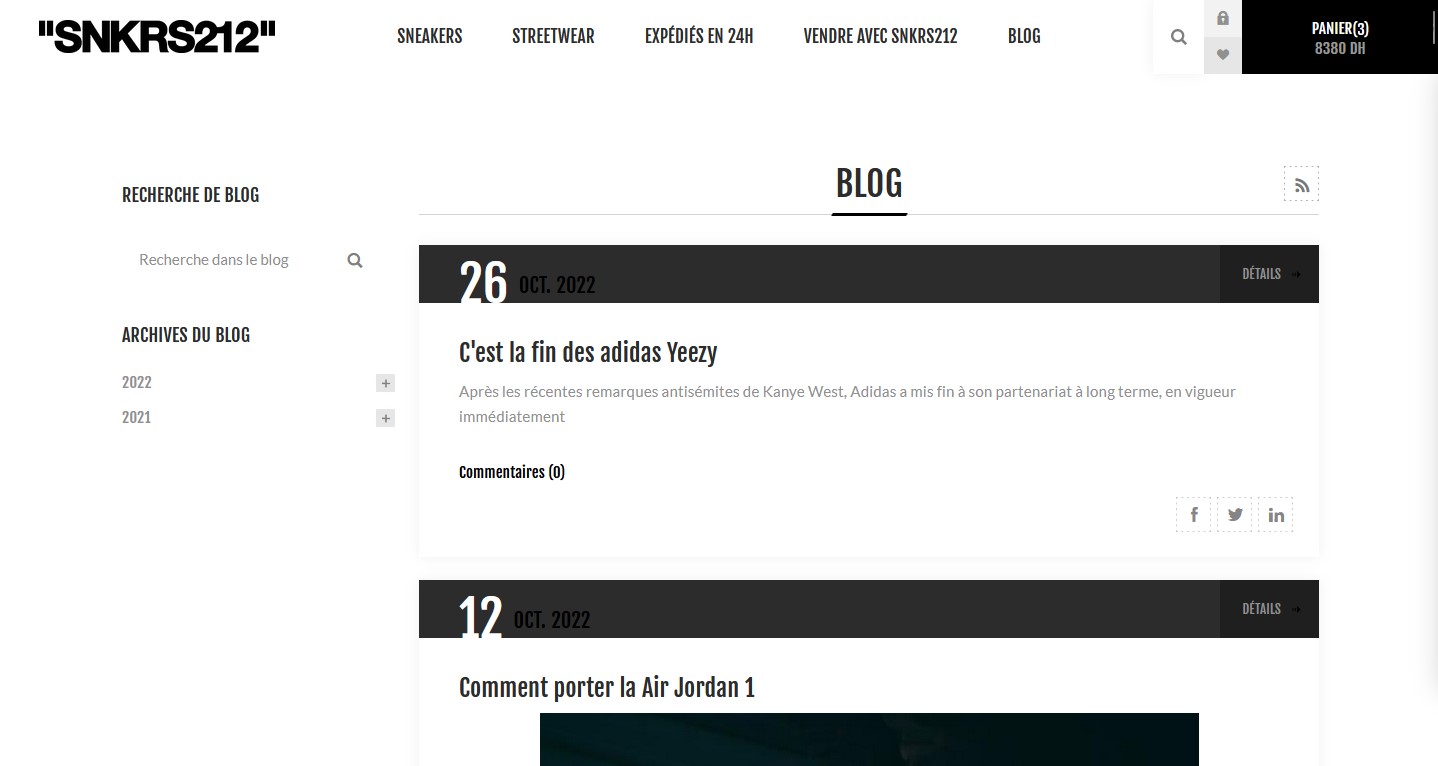 "SNKRS212"
SNEAKERS STREETWEAR EXPÉDIÉS EN 24H VENDRE AVEC SNKRS212 BLOG
PANIER(3)
8380 DH
RECHERCHE DE BLOG
Recherche dans le blog
ARCHIVES DU BLOG
2022 +
2021 +
BLOG
26 OCT. 2022 DÉTAILS
C'est la fin des adidas Yeezy
Après les récentes remarques antisémites de Kanye West, Adidas a mis fin à son partenariat à long terme, en vigueur
immédiatement
Commentaires (0)
12 OCT. 2022 DÉTAILS
Comment porter la Air Jordan 1